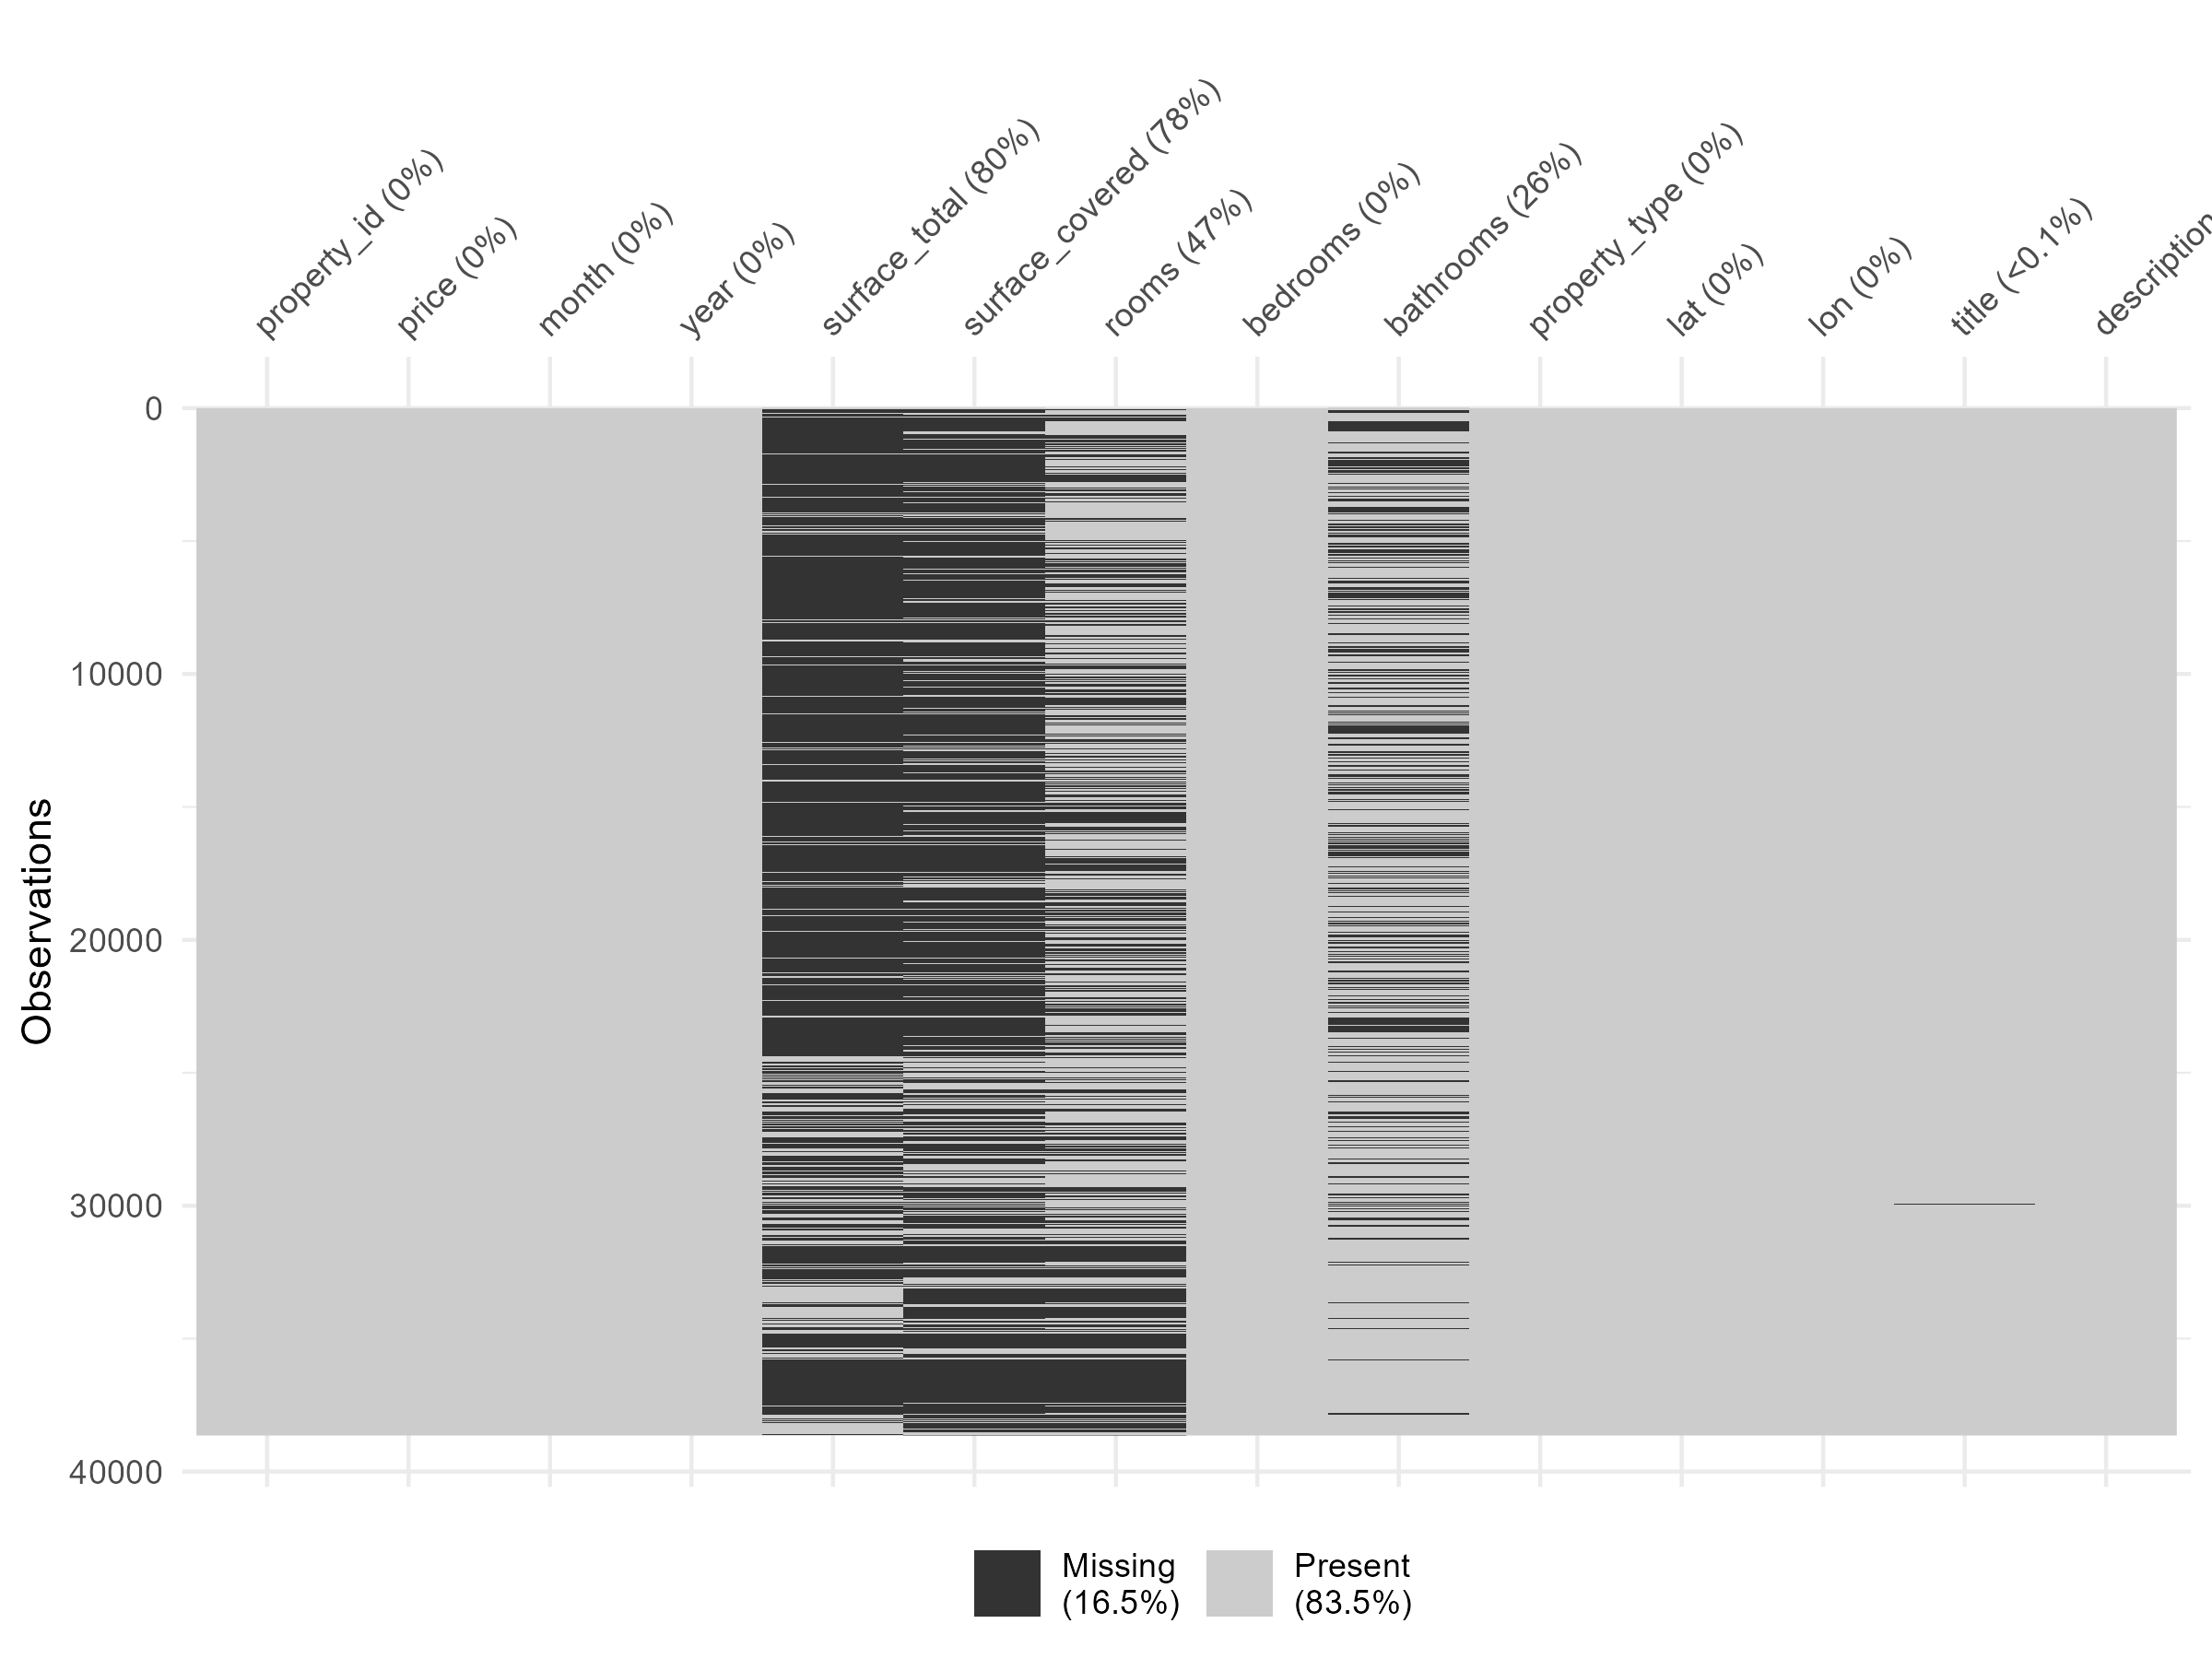 property_id (0%)
price (0%)
month (0%)
year (0%)
surface_total (80%)
surface_covered (78%)
rooms (47%)
bedrooms (0%)
bathrooms (26%)
property_type (0%)
lat (0%)
lon (0%)
title (<0.1%)
description
0
10000
20000
30000
40000
Observations
Missing
(16.5%)
Present
(83.5%)